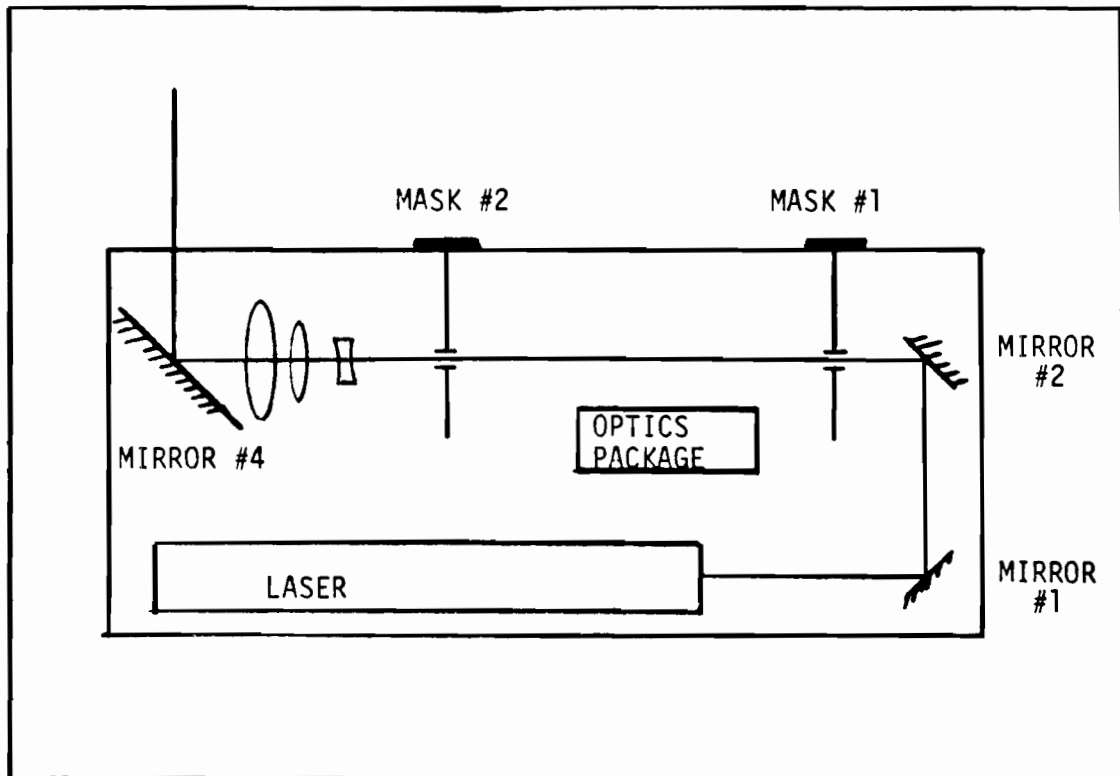 MASK #2
MASK #1
MIRROR
#2
OPTICS
PACKAGE
MIRROR #4
LASER
MIRROR
#1